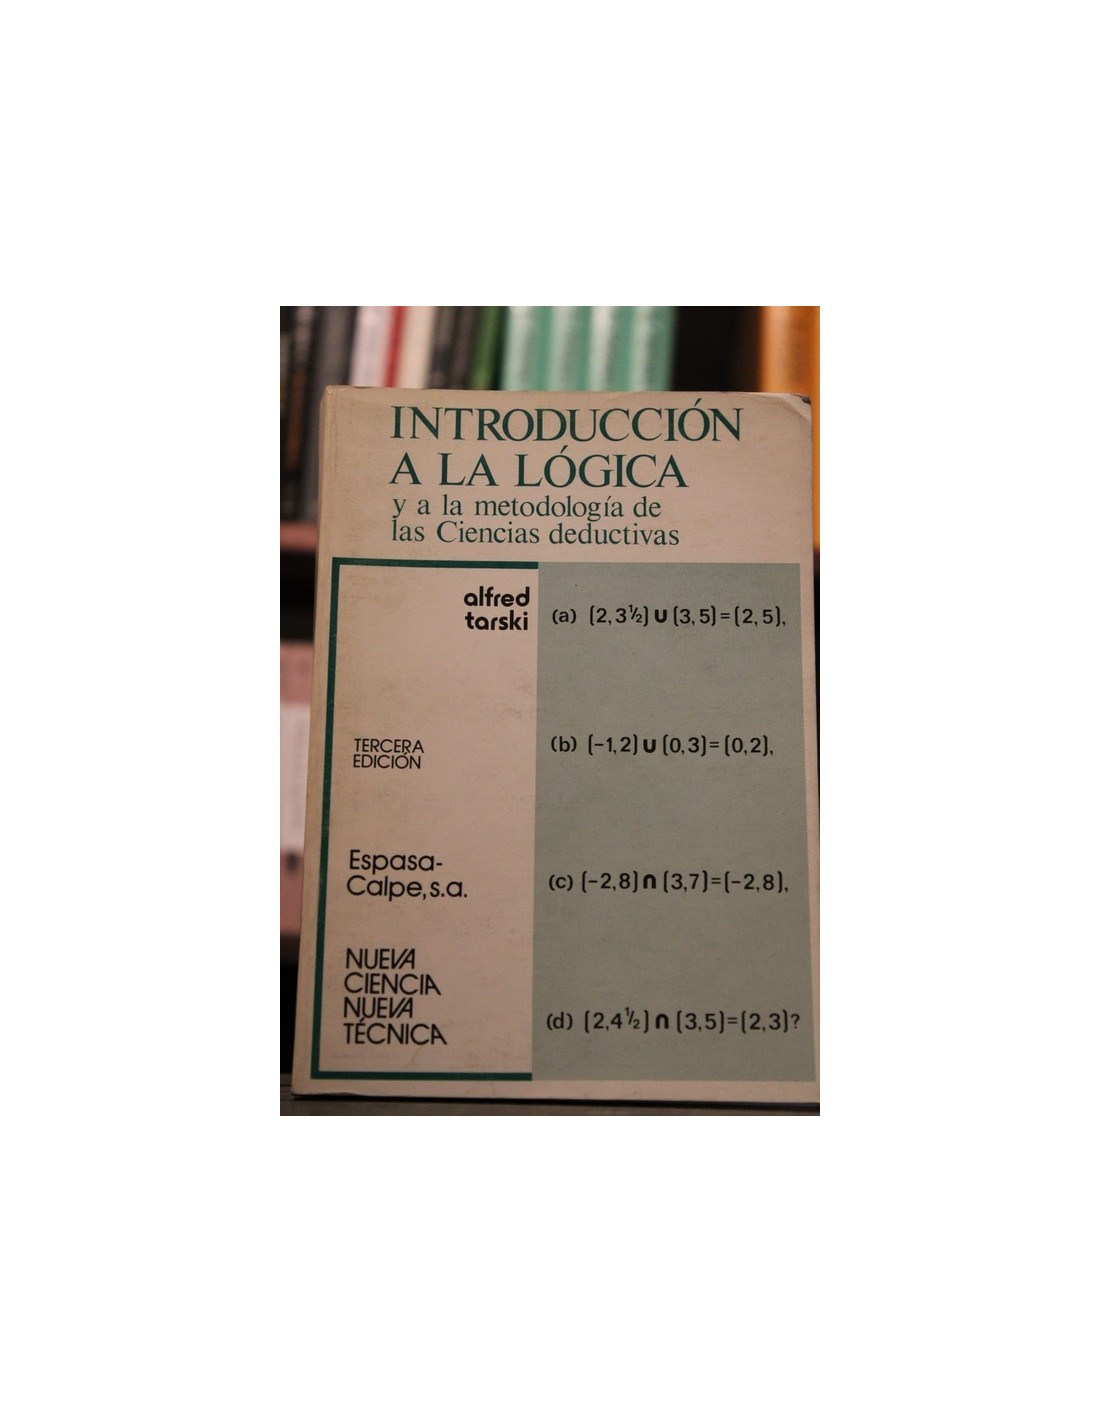 INTRODUCCIÓN
A LA LÓGICA
y a la metodología de
las Ciencias deductivas
alfred
tarski
(a) [2, 3½] ∪ [3, 5] = [2, 5],
TERCERA
EDICIÓN
(b) [-1, 2] ∪ [0, 3] = [0, 2],
Espasa-
Calpe, s.a.
(c) [-2, 8] ∩ [3, 7] = [-2, 8],
NUEVA
CIENCIA
NUEVA
TÉCNICA
(d) [2, 4½] ∩ [3, 5] = [2, 3]?